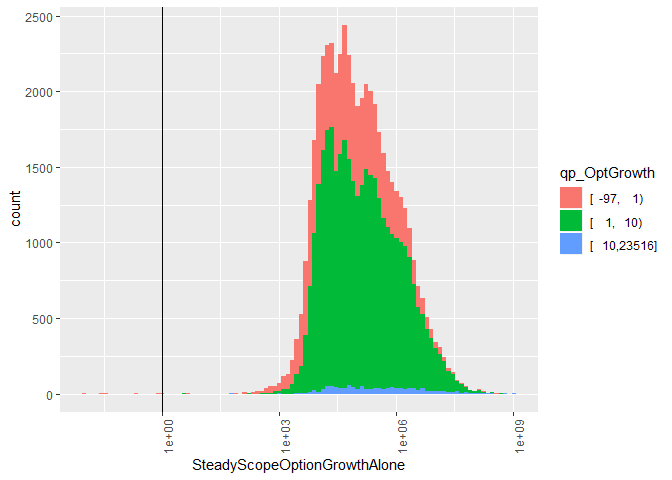 2500
2000
1500
1000
500
0
count
1e+00
1e+03
1e+06
1e+09
SteadyScopeOptionGrowthAlone
qp_OptGrowth
[ -97, 1)
[ 1, 10)
[ 10,23516]